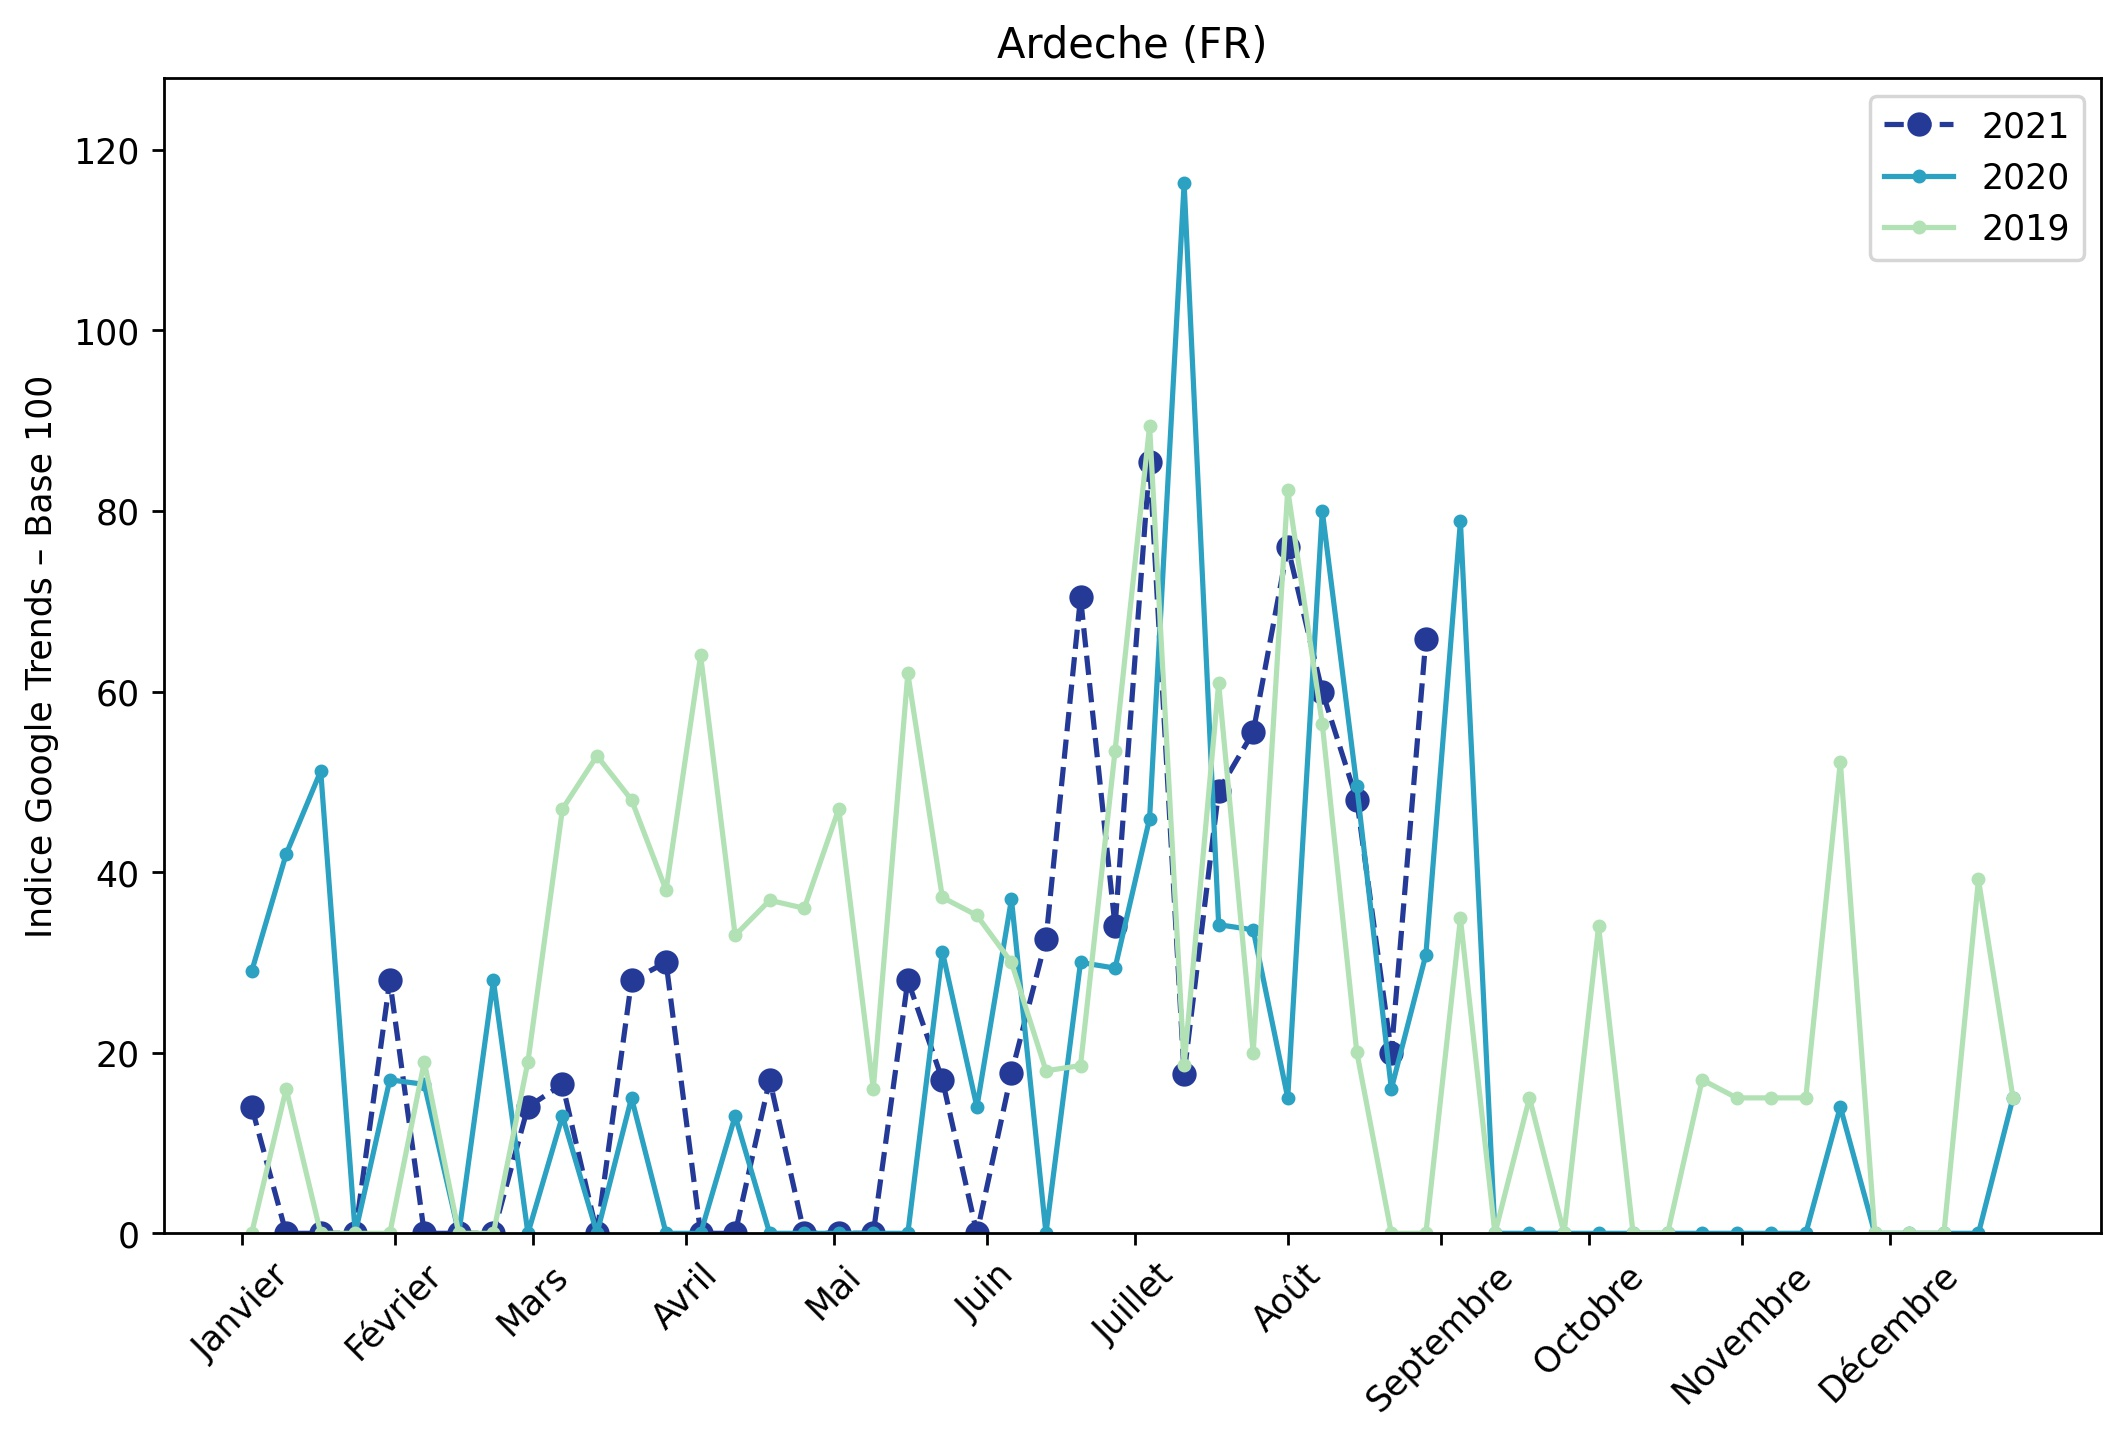 Ardeche (FR)
2021
2020
2019
Indice Google Trends – Base 100
120
100
80
60
40
20
0
Janvier
Février
Mars
Avril
Mai
Juin
Juillet
Août
Septembre
Octobre
Novembre
Décembre